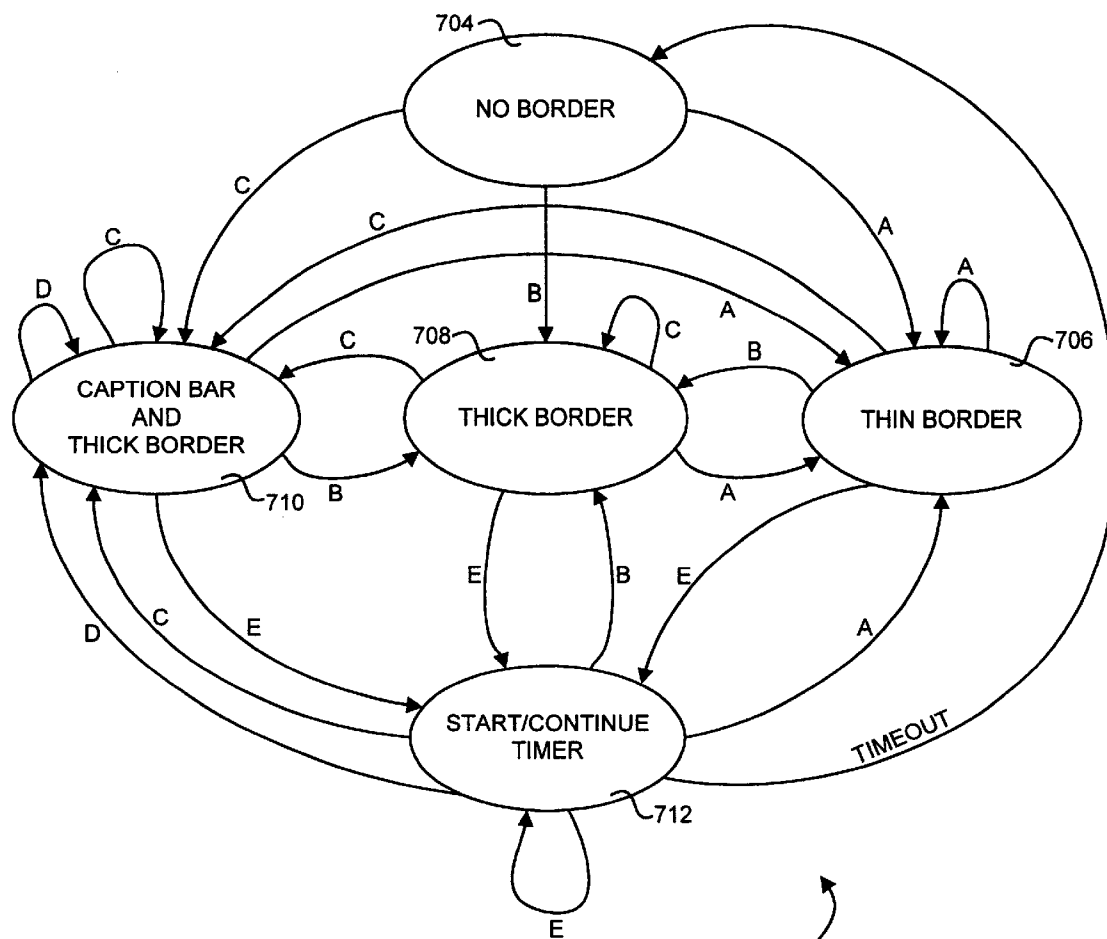 704
NO BORDER
C
A
C
C
D
A
A
B
C
708
C
B
706
CAPTION BAR
AND
THICK BORDER
THICK BORDER
THIN BORDER
B
710
A
E
B
E
C
E
D
A
START/CONTINUE
TIMER
TIMEOUT
712
E